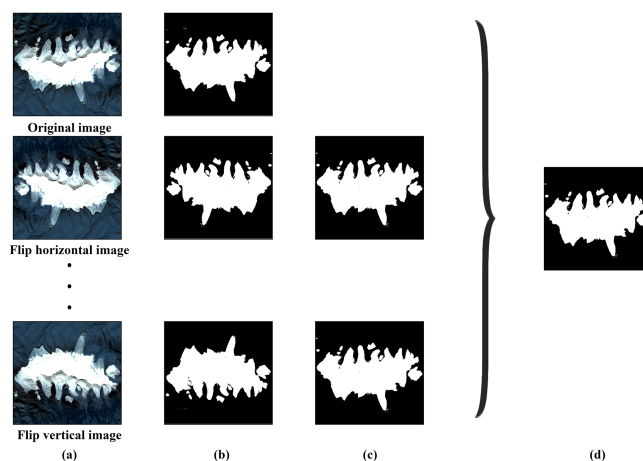 Original image
Flip horizontal image
Flip vertical image
(a) (b) (c) (d)